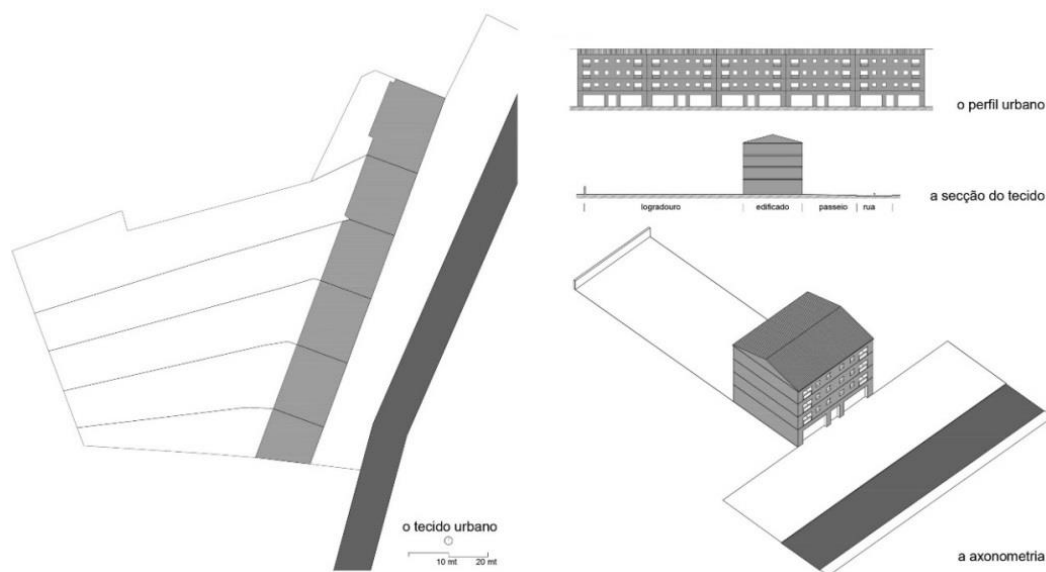 o tecido urbano
10 mt 20 mt
o perfil urbano
a secção do tecido
logradouro edificado passeio rua
a axonometria